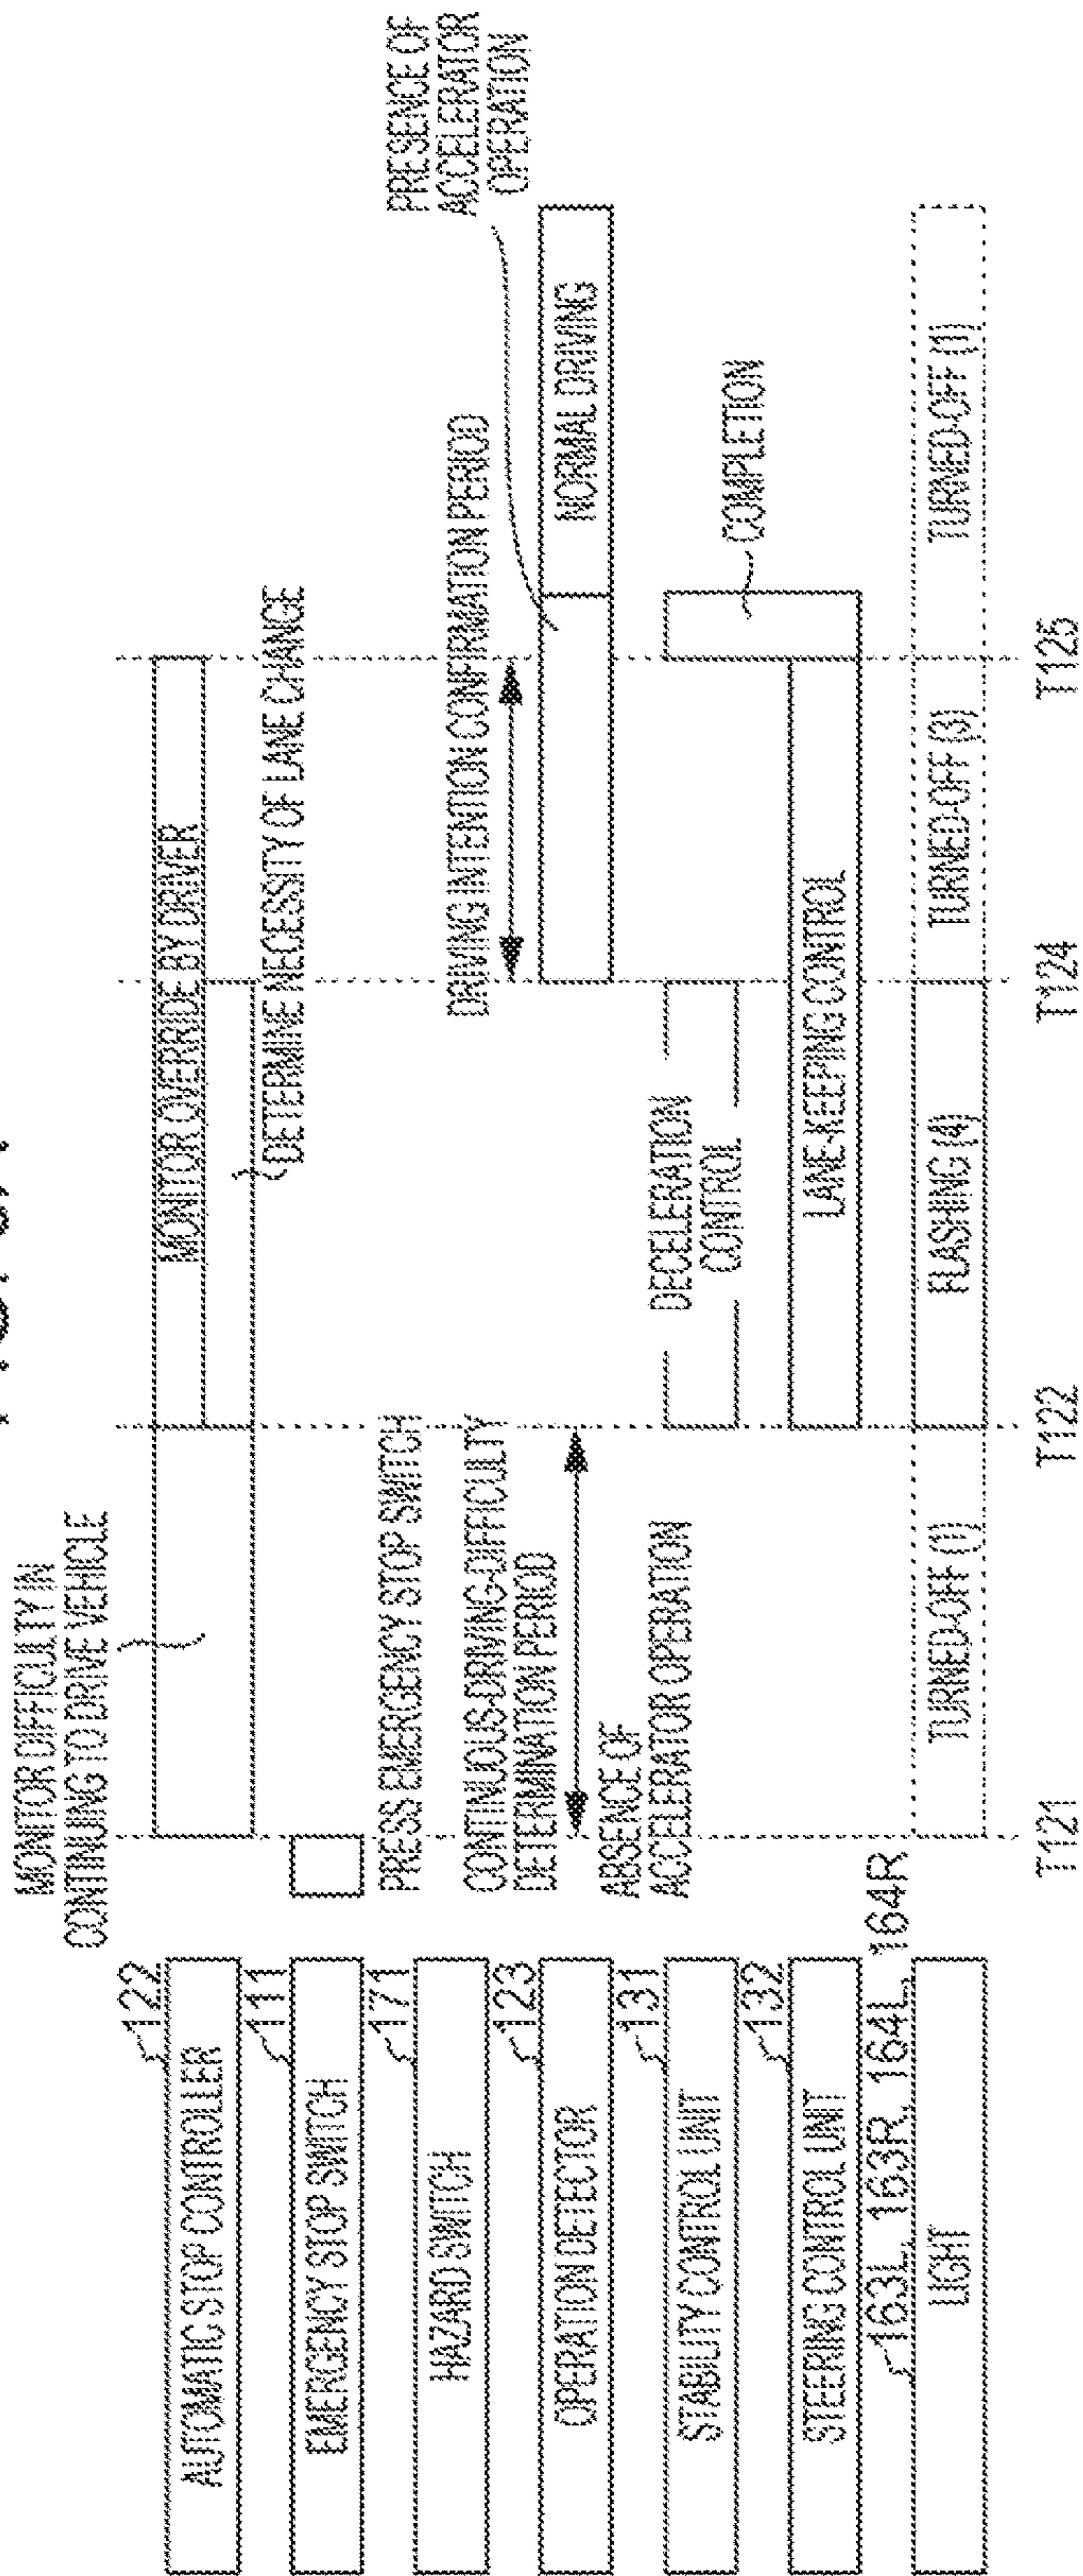 MONITOR DIFFICULTY IN
CONTINUING TO DRIVE VEHICLE
AUTOMATIC STOP CONTROLLER
122
MONITOR OVERRIDE BY DRIVER
DETERMINE NECESSITY OF LANE CHANGE
EMERGENCY STOP SWITCH
111
PRESS EMERGENCY STOP SWITCH
HAZARD SWITCH
171
CONTINUOUS-DRIVING-DIFFICULTY
DETERMINATION PERIOD
DRIVING INTENTION CONFIRMATION PERIOD
PRESENCE OF
ACCELERATOR
OPERATION
OPERATION DETECTOR
123
NORMAL DRIVING
ABSENCE OF
ACCELERATOR OPERATION
STABILITY CONTROL UNIT
131
DECELERATION
CONTROL
COMPLETION
STEERING CONTROL UNIT
132
LANE-KEEPING CONTROL
163L, 163R, 164L, 164R
LIGHT
TURNED-OFF (1)
FLASHING (4)
TURNED-OFF (3)
TURNED-OFF (1)
T121
T122
T124
T125